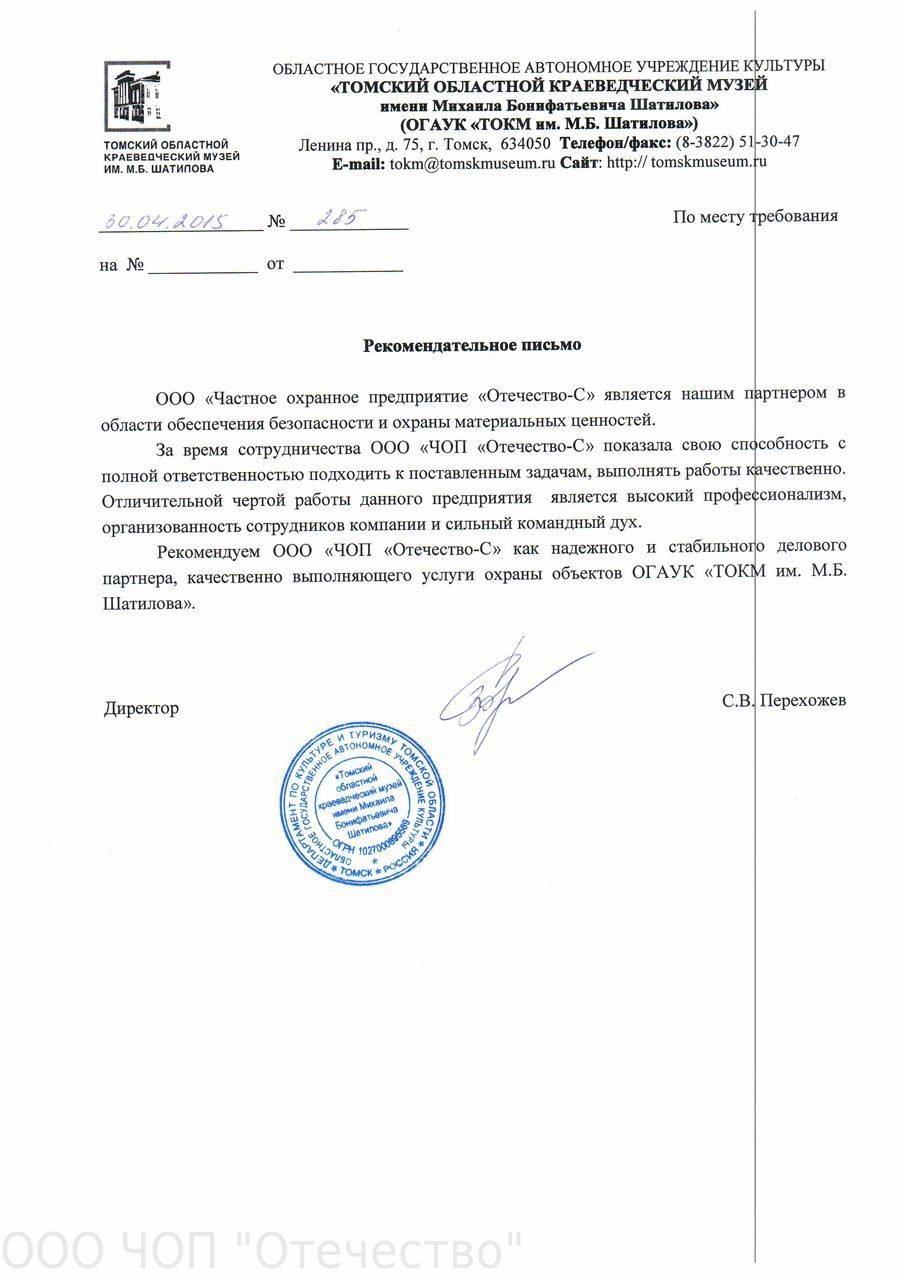 ТОМСКИЙ ОБЛАСТНОЙ
КРАЕВЕДЧЕСКИЙ МУЗЕЙ
ИМ. М.Б. ШАТИЛОВА
ОБЛАСТНОЕ ГОСУДАРСТВЕННОЕ АВТОНОМНОЕ УЧРЕЖДЕНИЕ КУЛЬТУРЫ
«ТОМСКИЙ ОБЛАСТНОЙ КРАЕВЕДЧЕСКИЙ МУЗЕЙ
имени Михаила Бонифатьевича Шатилова»
(ОГАУК «ТОКМ им. М.Б. Шатилова»)
Ленина пр., д. 75, г. Томск, 634050 Телефон/факс: (8-3822) 51-30-47
E-mail: tokm@tomskmuseum.ru Сайт: http:// tomskmuseum.ru
30.04.2015 № 285
По месту требования
на № ____________ от ____________
Рекомендательное письмо
ООО «Частное охранное предприятие «Отечество-С» является нашим партнером в
области обеспечения безопасности и охраны материальных ценностей.
За время сотрудничества ООО «ЧОП «Отечество-С» показала свою способность с
полной ответственностью подходить к поставленным задачам, выполнять работы качественно.
Отличительной чертой работы данного предприятия является высокий профессионализм,
организованность сотрудников компании и сильный командный дух.
Рекомендуем ООО «ЧОП «Отечество-С» как надежного и стабильного делового
партнера, качественно выполняющего услуги охраны объектов ОГАУК «ТОКМ им. М.Б.
Шатилова».
Директор
С.В. Перехожев
ДЕПАРТАМЕНТ ПО КУЛЬТУРЕ И ТУРИЗМУ ТОМСКОЙ ОБЛАСТИ * ТОМСК * РОССИЯ *
ОБЛАСТНОЕ ГОСУДАРСТВЕННОЕ АВТОНОМНОЕ УЧРЕЖДЕНИЕ КУЛЬТУРЫ
«Томский
областной
краеведческий музей
имени Михаила
Бонифатьевича
Шатилова»
ОГРН
ООО ЧОП "Отечество"